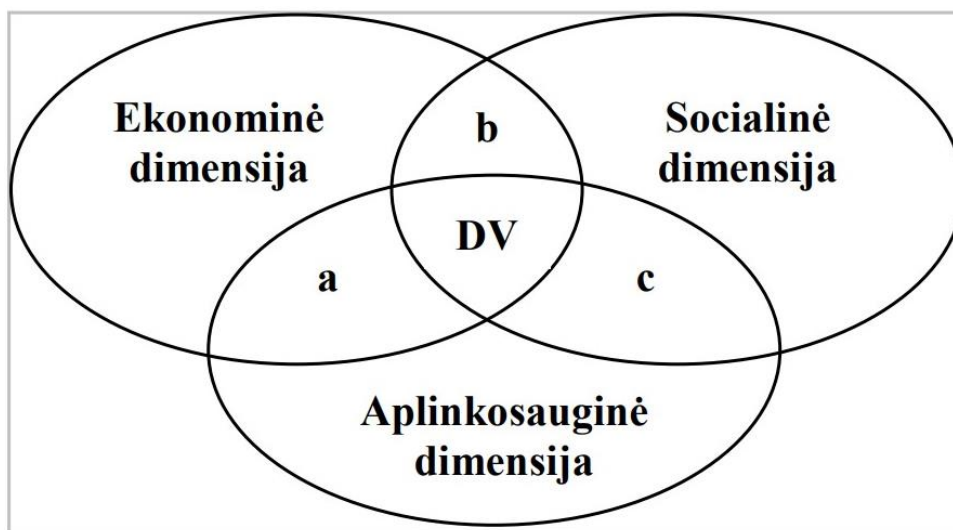 Ekonominė
dimensija
b
Socialinė
dimensija
DV
a
c
Aplinkosauginė
dimensija